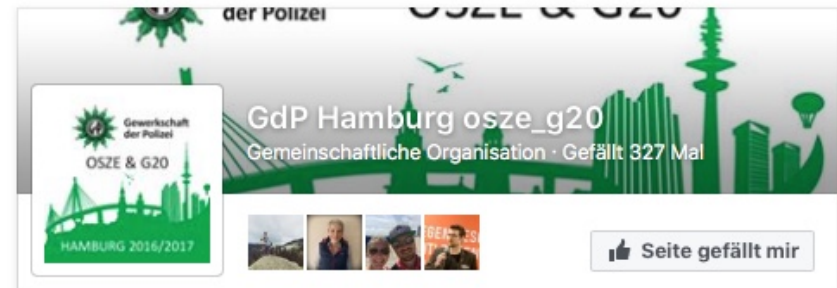 der Polizei
OSZE & G20
Gewerkschaft
der Polizei
OSZE & G20
HAMBURG 2016/2017
GdP Hamburg osze_g20
Gemeinschaftliche Organisation · Gefällt 327 Mal
Seite gefällt mir